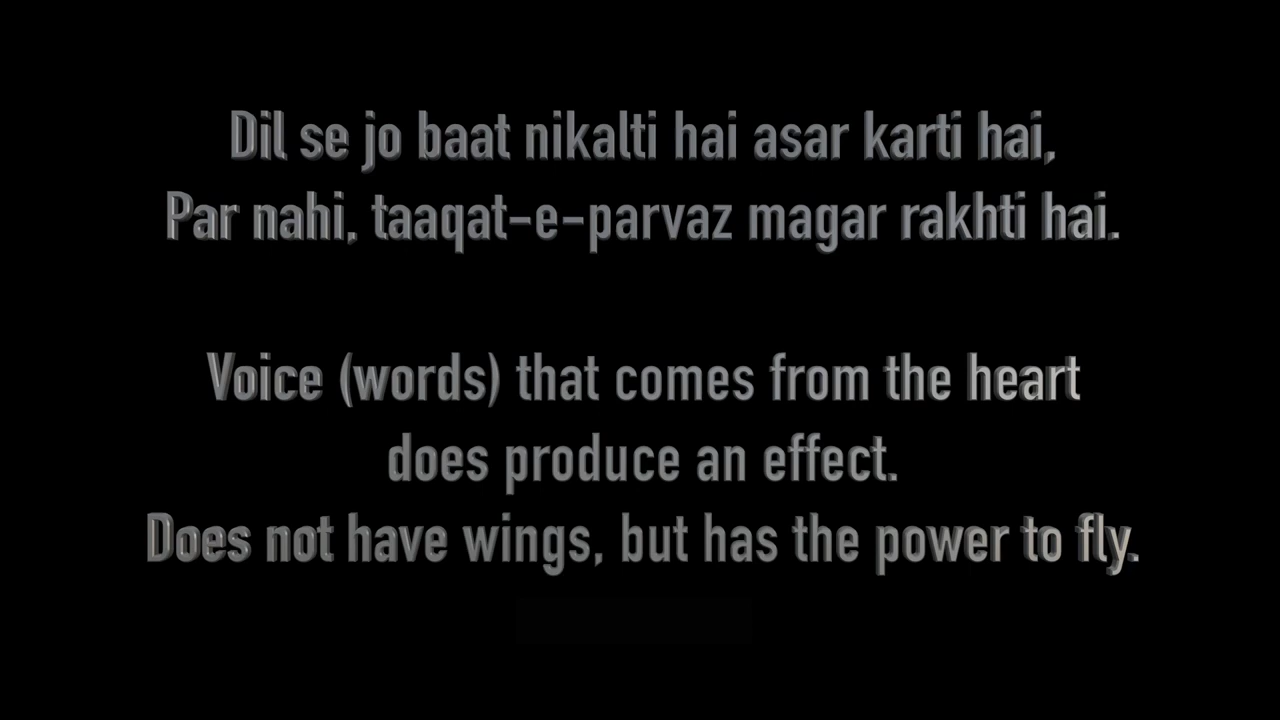 Dil se jo baat nikalti hai asar karti hai,
Par nahi, taaqat-e-parvaz magar rakhti hai.
Voice (words) that comes from the heart
does produce an effect.
Does not have wings, but has the power to fly.